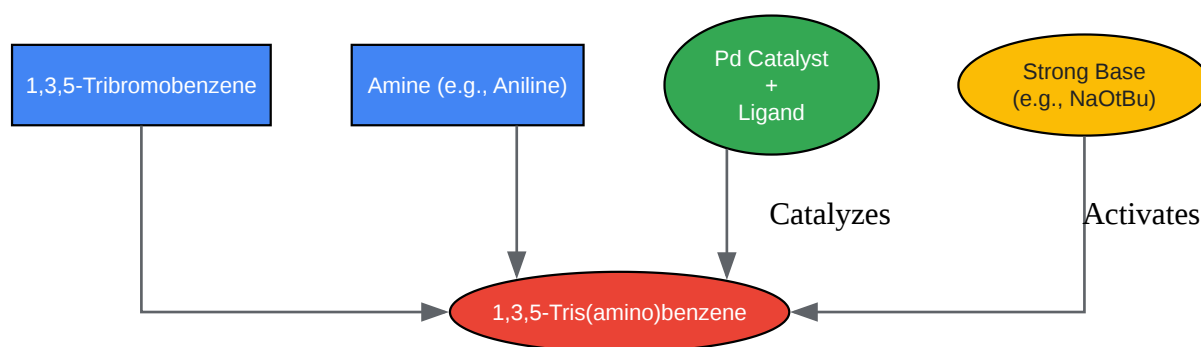 1,3,5-Tribromobenzene
Amine (e.g., Aniline)
Pd Catalyst
+
Ligand
Strong Base
(e.g., NaOtBu)
Catalyzes
Activates
1,3,5-Tris(amino)benzene